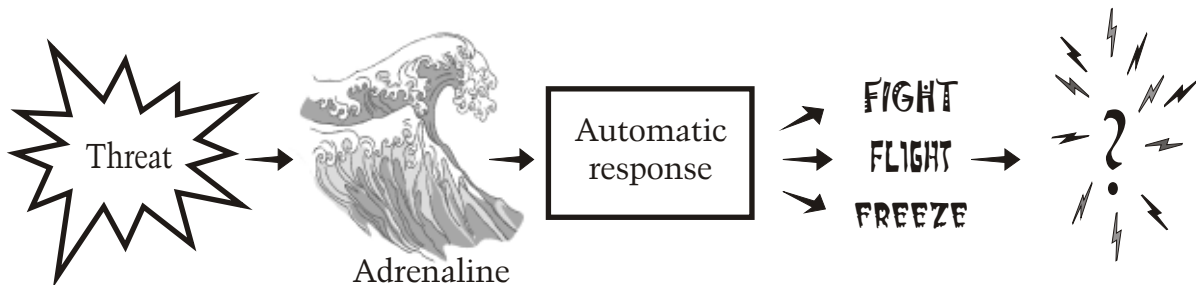 Threat
Adrenaline
Automatic
response
FIGHT
FLIGHT
FREEZE
?